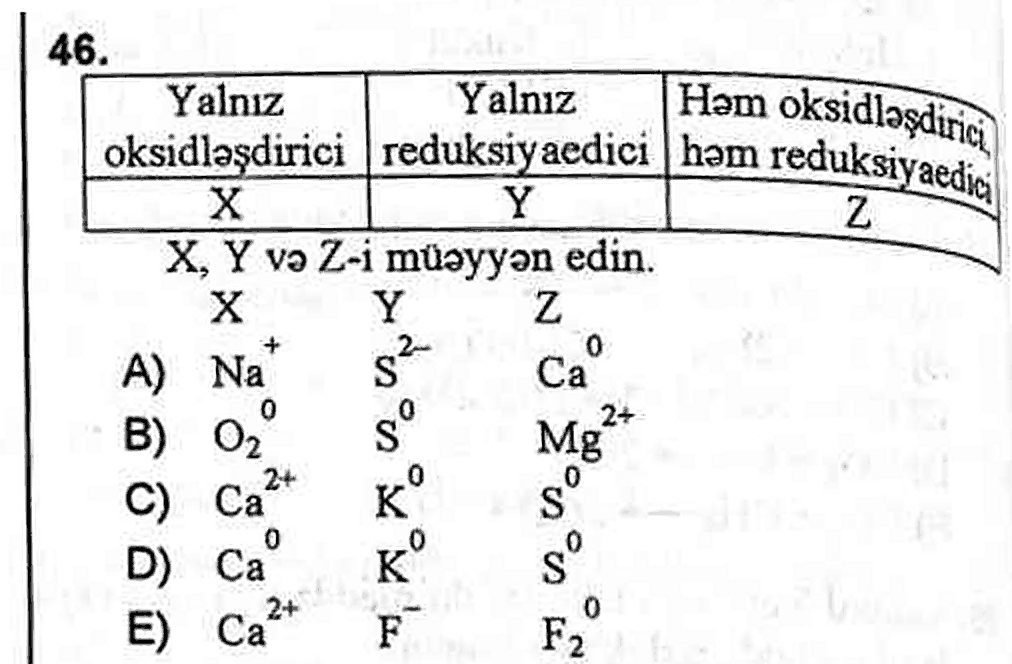 46.
Yalnız oksidləşdirici | Yalnız reduksiyaedici | Həm oksidləşdirici, həm reduksiyaedici
X | Y | Z
X, Y və Z-i müəyyən edin.
X Y Z
A) Na⁺ S²⁻ Ca⁰
B) O₂⁰ S⁰ Mg²⁺
C) Ca²⁺ K⁰ S⁰
D) Ca⁰ K⁰ S⁰
E) Ca²⁺ F⁻ F₂⁰